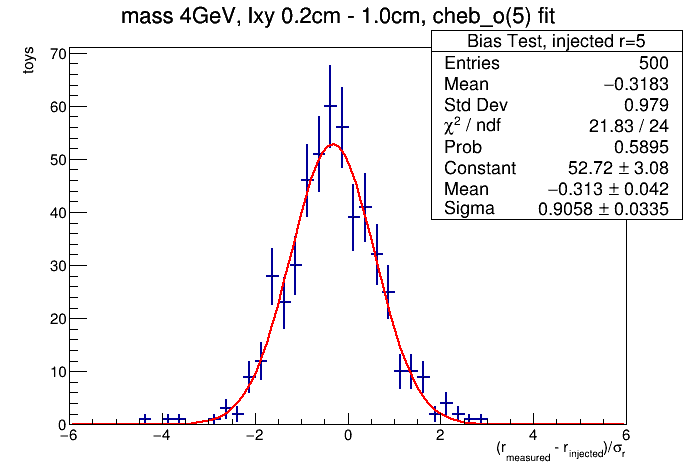 mass 4GeV, lxy 0.2cm - 1.0cm, cheb_o(5) fit
toys
Bias Test, injected r=5
Entries 500
Mean −0.3183
Std Dev 0.979
χ² / ndf 21.83 / 24
Prob 0.5895
Constant 52.72 ± 3.08
Mean −0.313 ± 0.042
Sigma 0.9058 ± 0.0335
70
60
50
40
30
20
10
0
−6 −4 −2 0 2 4 6
(r_measured - r_injected)/σ_r